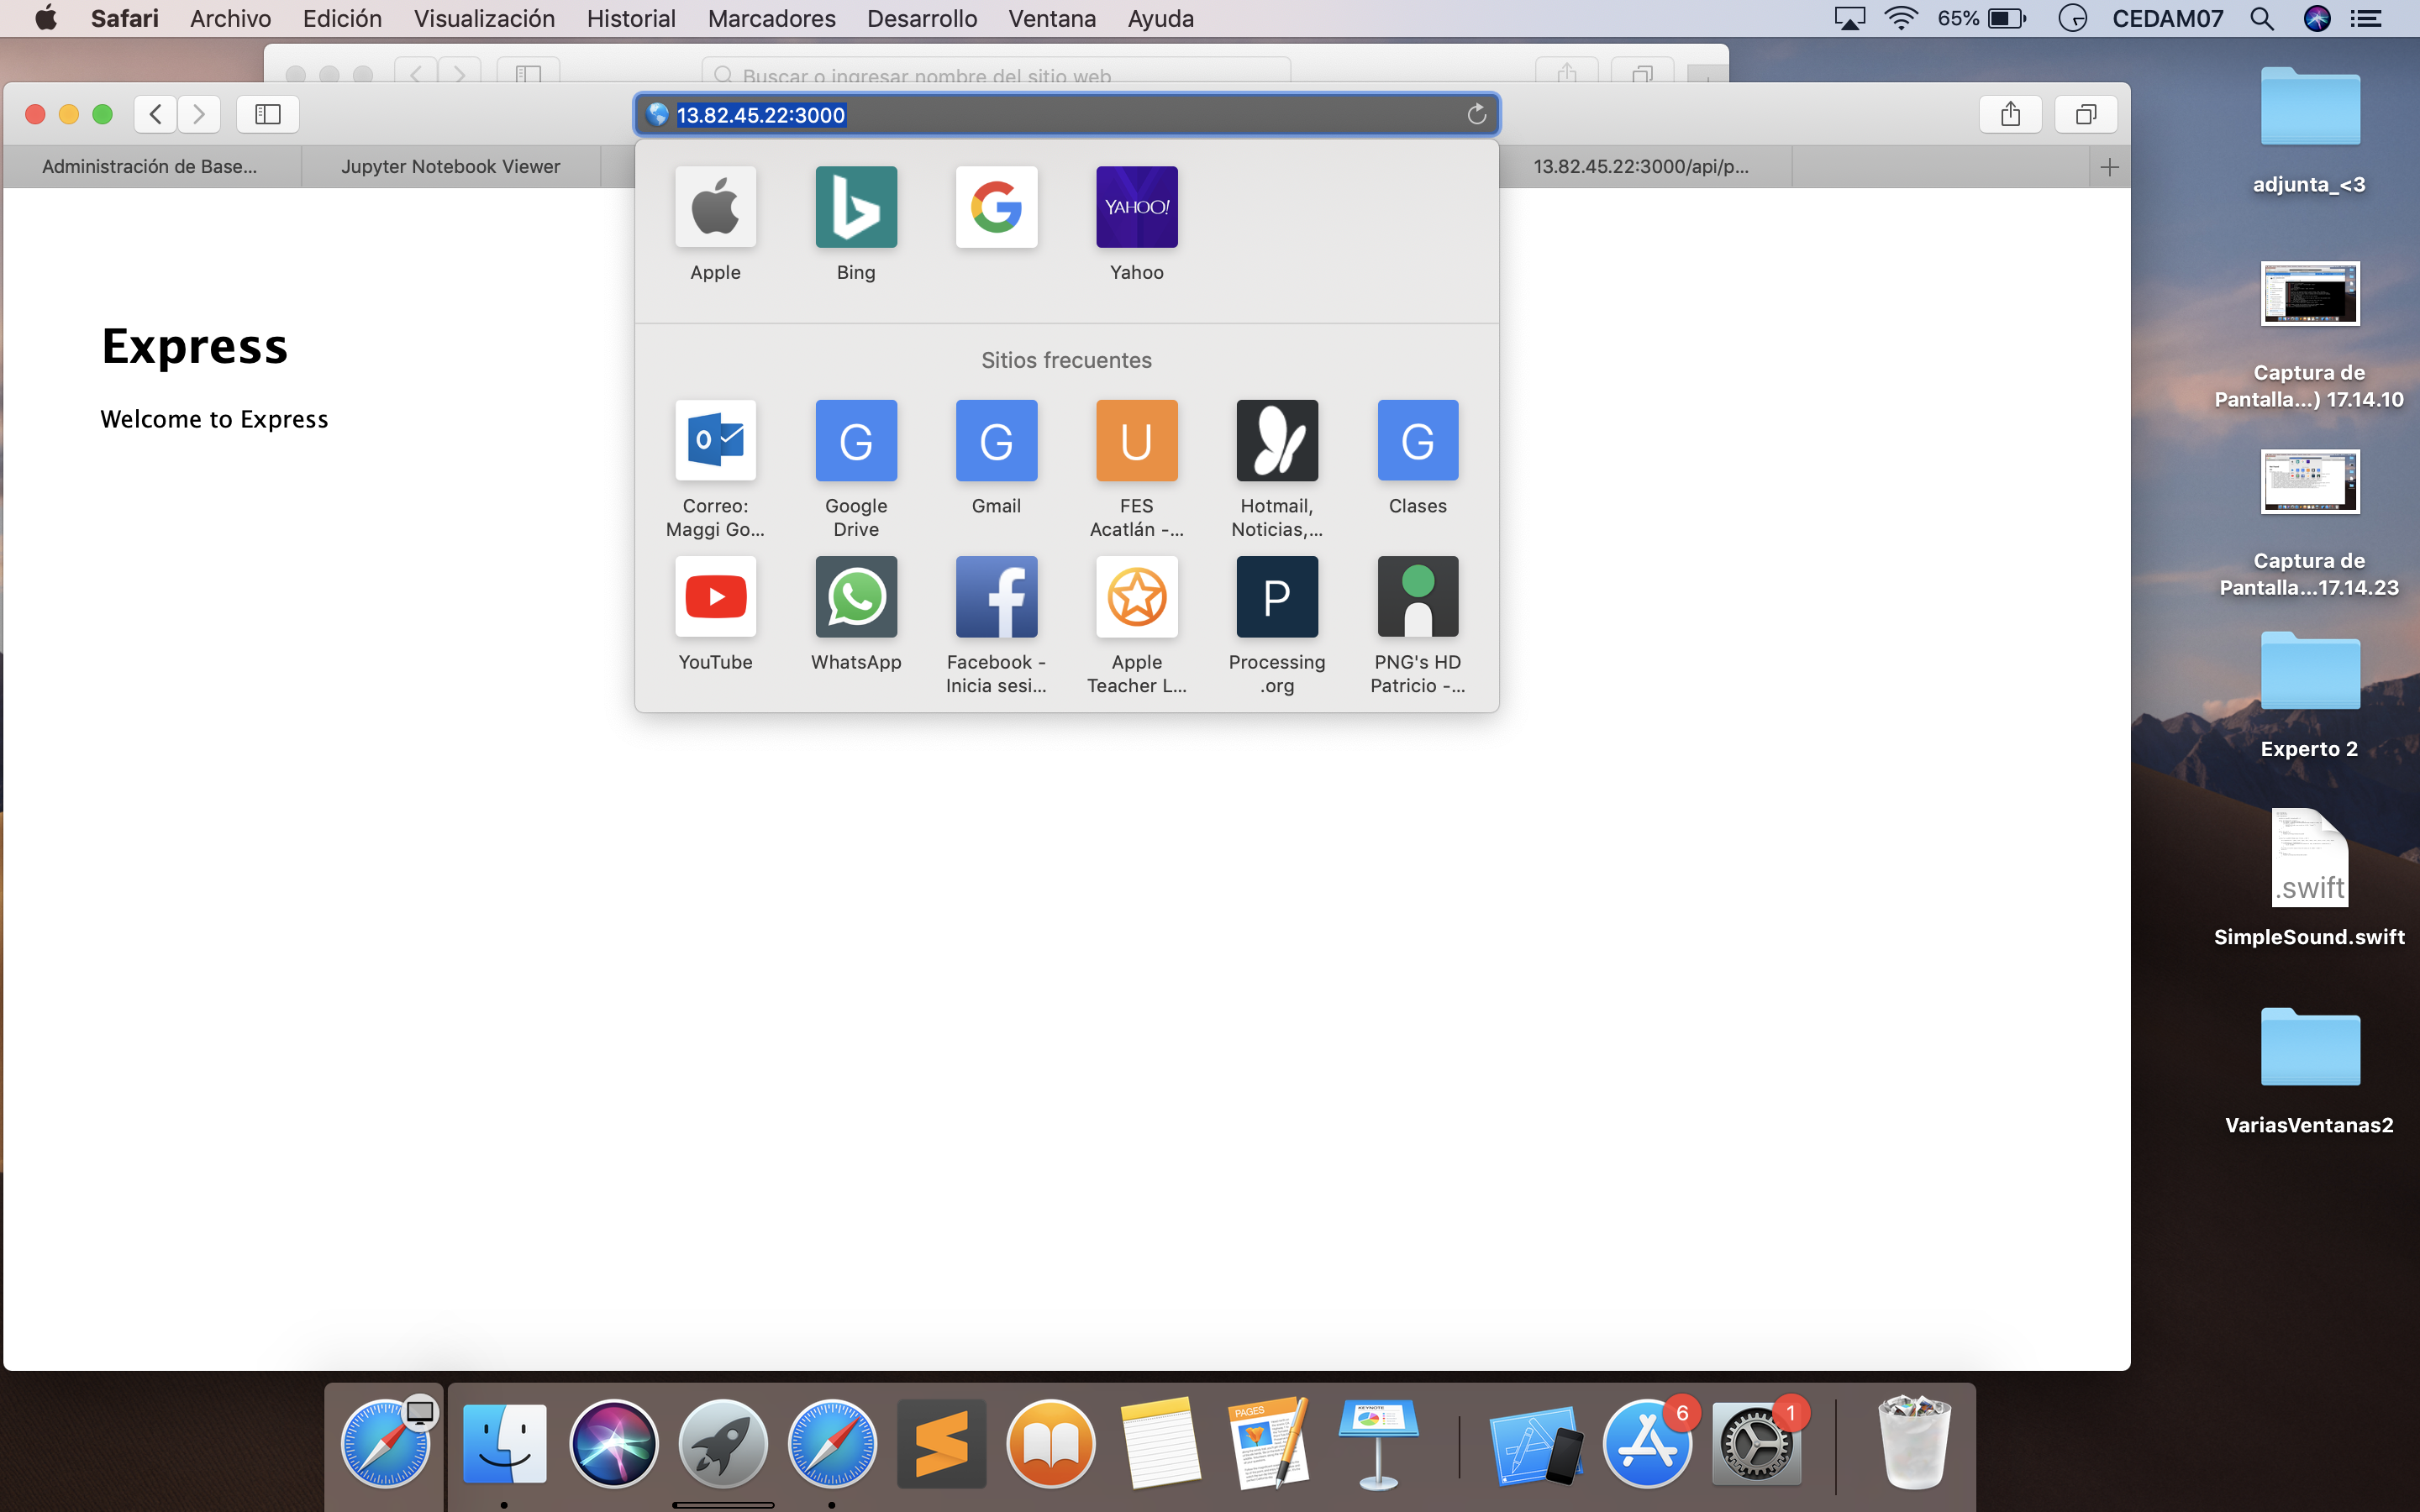 Safari Archivo Edición Visualización Historial Marcadores Desarrollo Ventana Ayuda 65% CEDAM07
Buscar o ingresar nombre del sitio web
13.82.45.22:3000
Administración de Base... Jupyter Notebook Viewer 13.82.45.22:3000/api/p...
YAHOO!
Apple Bing Yahoo
Express
Welcome to Express
Sitios frecuentes
O G G U G
Correo: Google Gmail FES Hotmail, Clases
Maggi Go... Drive Acatlán -... Noticias,...
P
YouTube WhatsApp Facebook - Apple Processing PNG's HD
Inicia sesi... Teacher L... .org Patricio -...
adjunta_<3
Captura de
Pantalla...) 17.14.10
Captura de
Pantalla...17.14.23
Experto 2
.swift
SimpleSound.swift
VariasVentanas2
PAGES
KEYNOTE
6
1